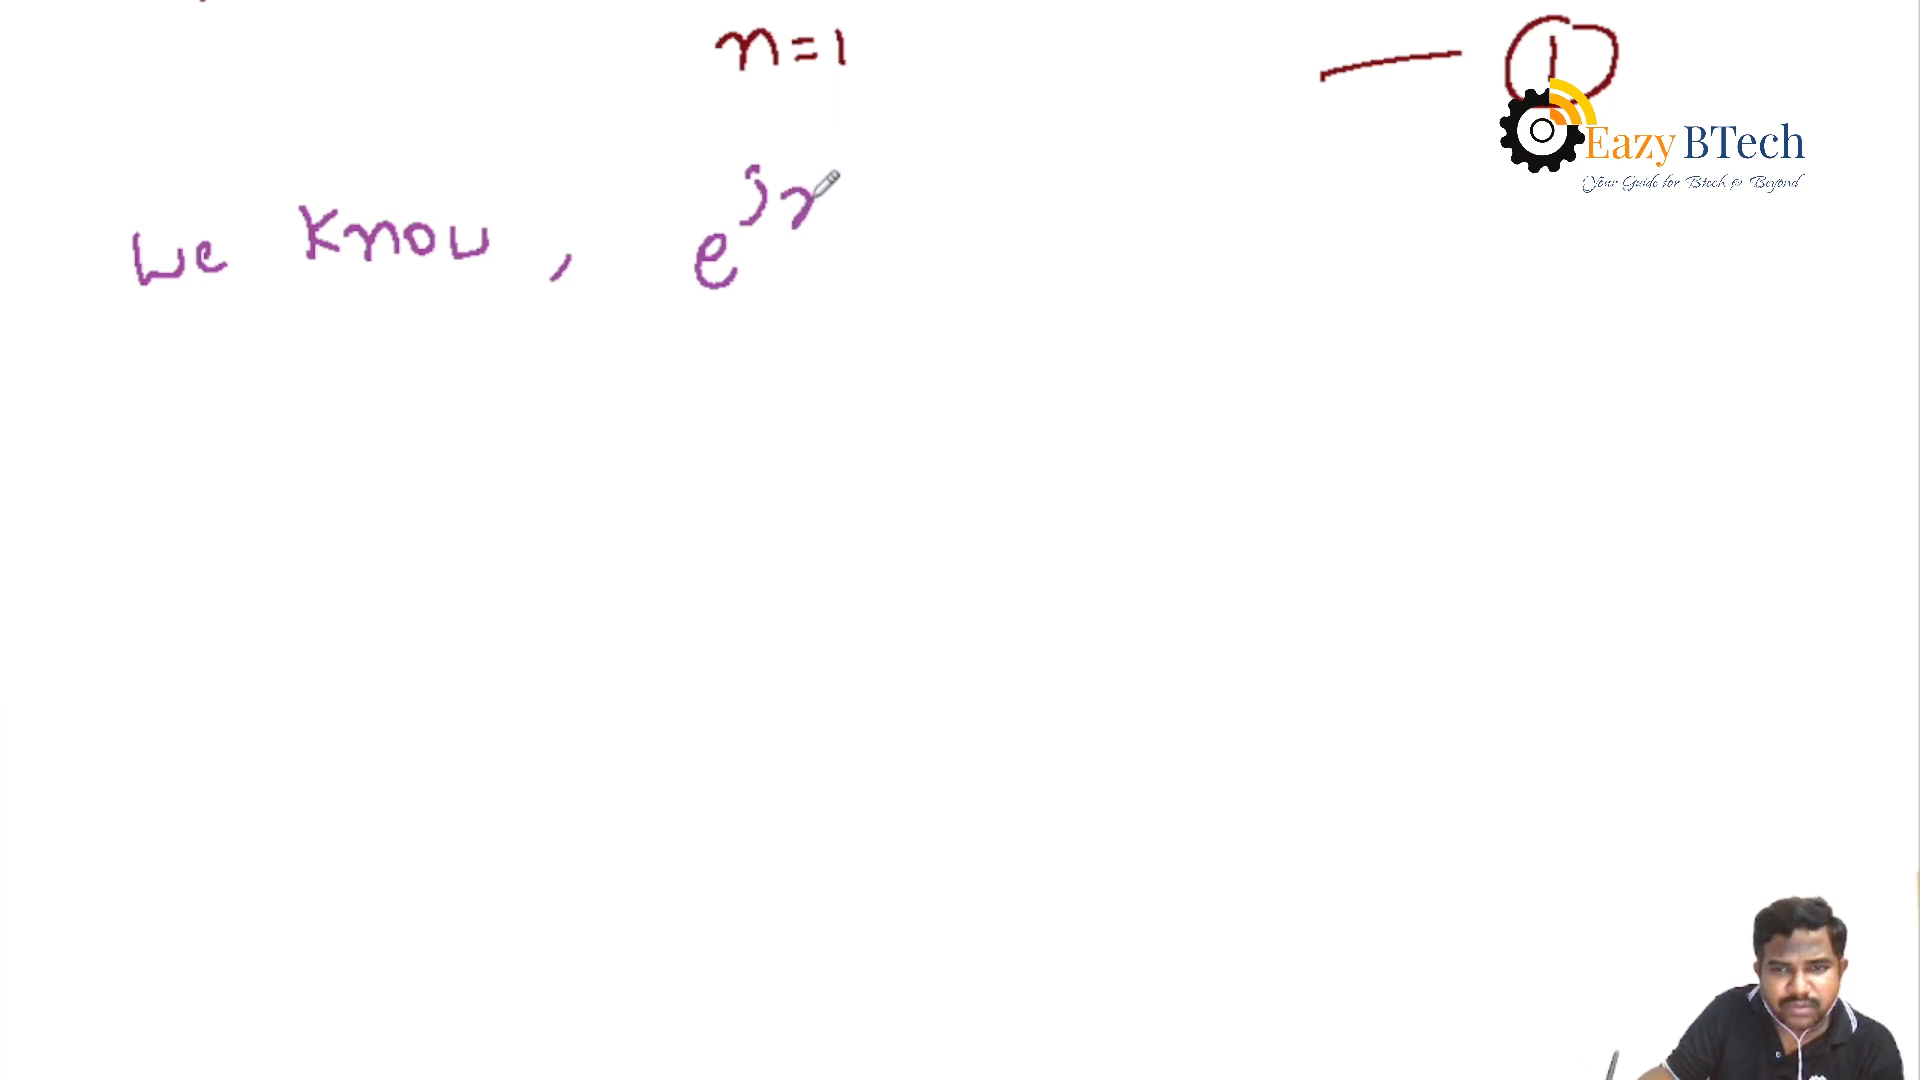 n=1 — 1
Eazy BTech
Your Guide for Btech & Beyond
We know, e^jx